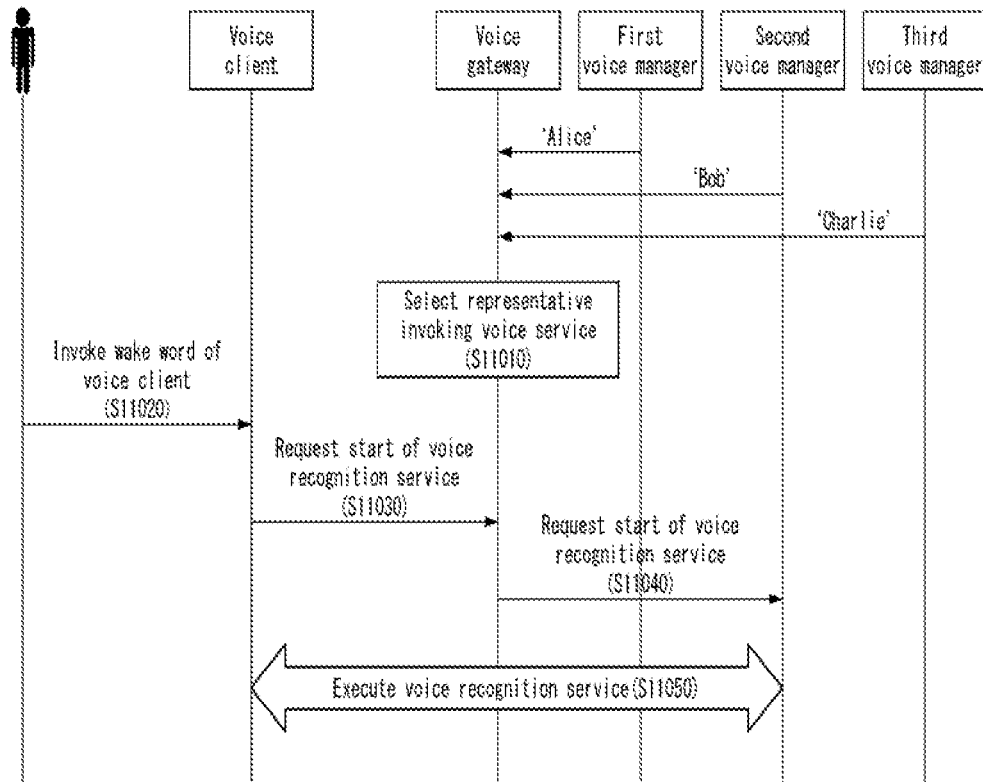 Voice
client
Voice
gateway
First
voice manager
Second
voice manager
Third
voice manager
'Alice'
'Bob'
'Charlie'
Select representative
invoking voice service
(S11010)
Invoke wake word of
voice client
(S11020)
Request start of voice
recognition service
(S11030)
Request start of voice
recognition service
(S11040)
Execute voice recognition service(S11050)